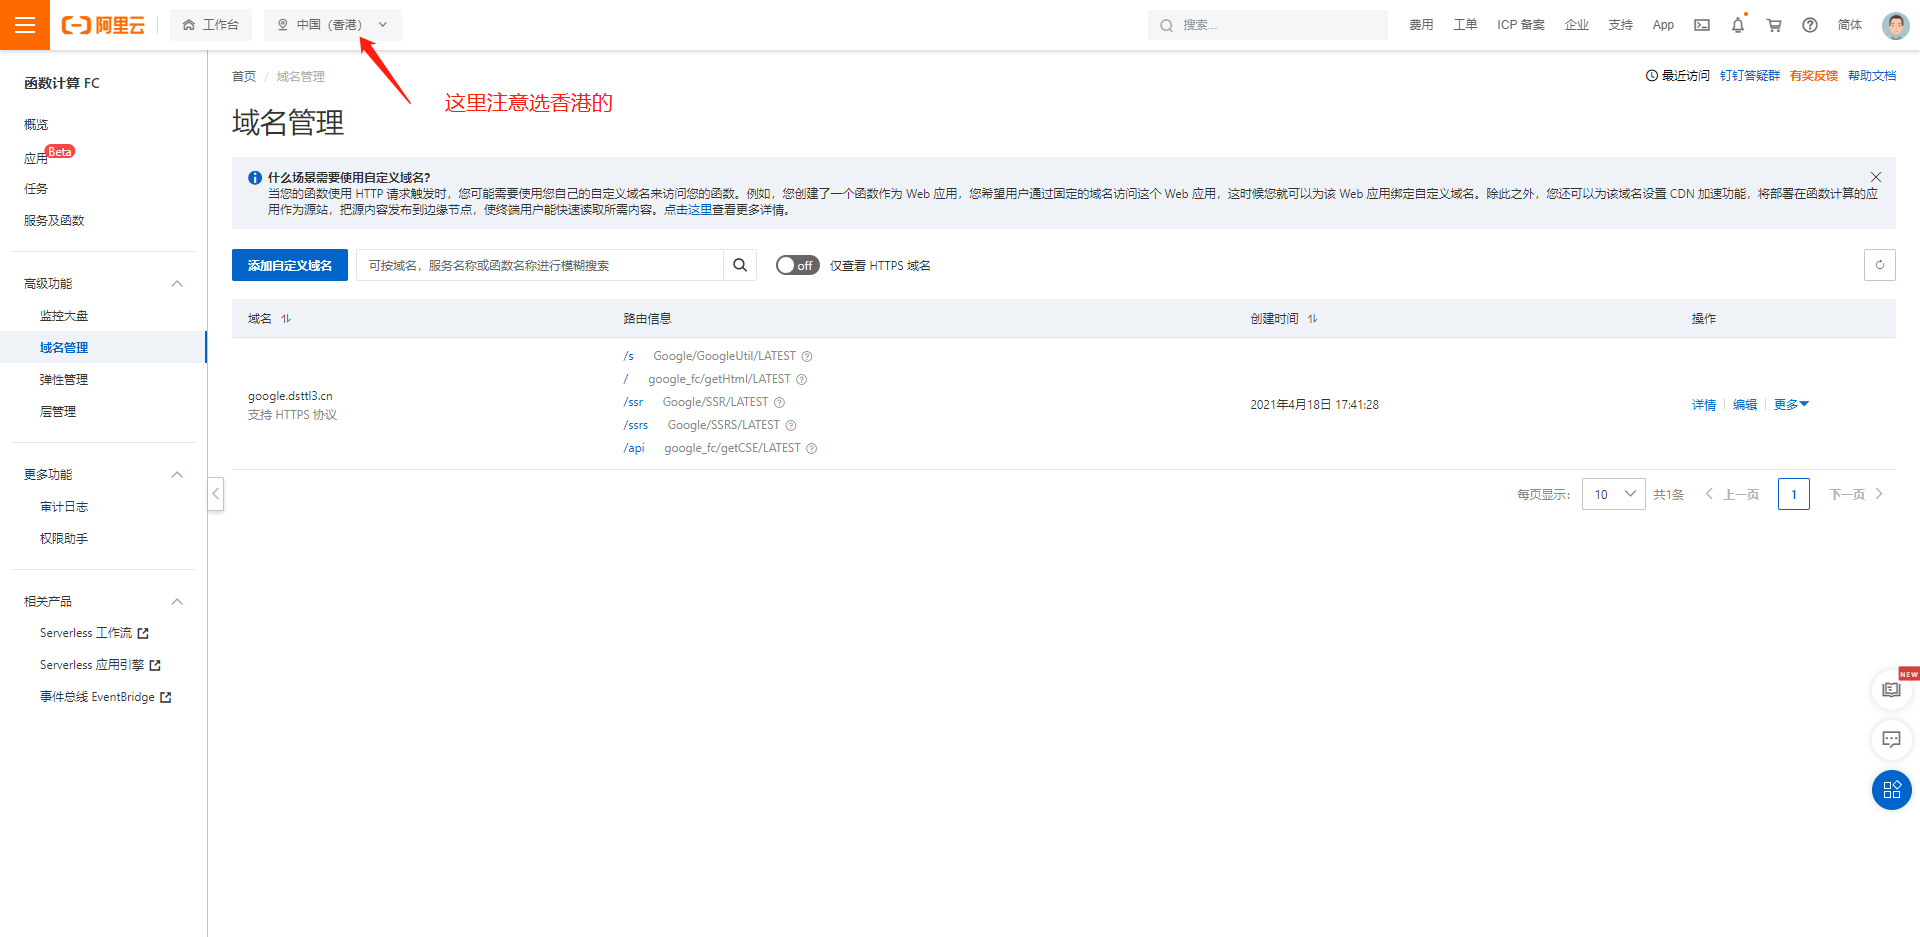 阿里云
工作台
中国（香港）
搜索...
费用
工单
ICP 备案
企业
支持
App
简体
函数计算 FC
概览
应用 Beta
任务
服务及函数
高级功能
监控大盘
域名管理
弹性管理
层管理
更多功能
审计日志
权限助手
相关产品
Serverless 工作流
Serverless 应用引擎
事件总线 EventBridge
首页 / 域名管理
最近访问 钉钉答疑群 有奖反馈 帮助文档
这里注意选香港的
域名管理
什么场景需要使用自定义域名?
当您的函数使用 HTTP 请求触发时，您可能需要使用您自己的自定义域名来访问您的函数。例如，您创建了一个函数作为 Web 应用，您希望用户通过固定的域名访问这个 Web 应用，这时候您就可以为该 Web 应用绑定自定义域名。除此之外，您还可以为该域名设置 CDN 加速功能，将部署在函数计算的应
用作为源站，把源内容发布到边缘节点，使终端用户能快速读取所需内容。点击这里查看更多详情。
添加自定义域名
可按域名，服务名称或函数名称进行模糊搜索
off 仅查看 HTTPS 域名
域名 路由信息 创建时间 操作
google.dsttl3.cn
支持 HTTPS 协议
/s Google/GoogleUtil/LATEST
/ google_fc/getHtml/LATEST
/ssr Google/SSR/LATEST
/ssrs Google/SSRS/LATEST
/api google_fc/getCSE/LATEST
2021年4月18日 17:41:28
详情 编辑 更多
每页显示: 10 共1条 上一页 1 下一页
NEW